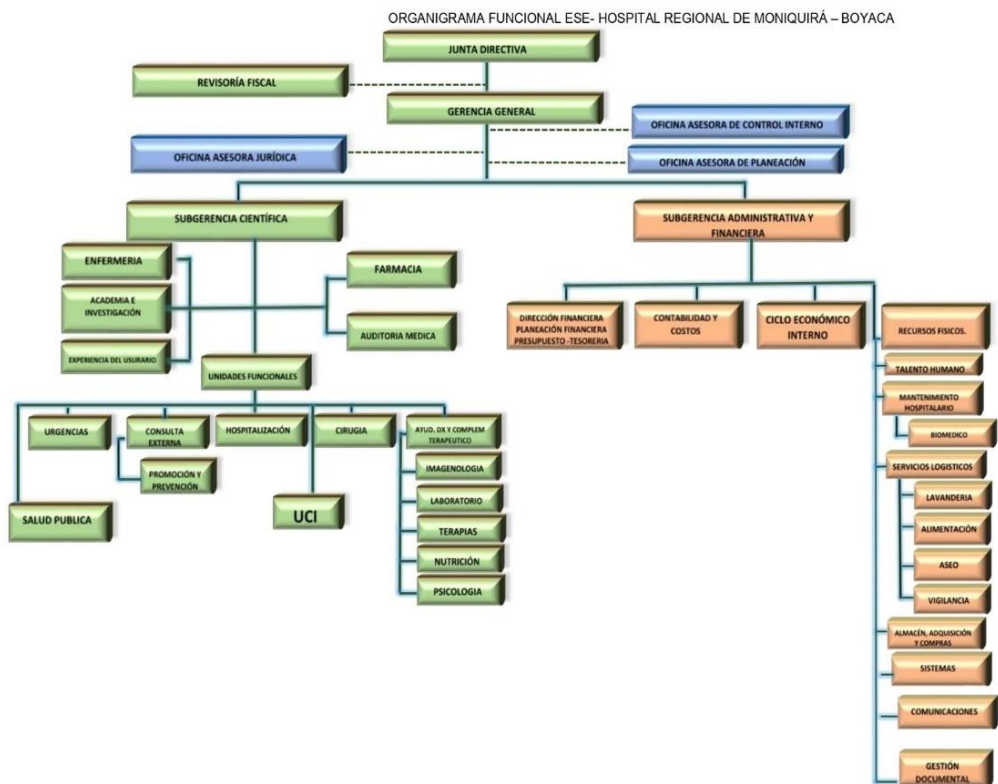 ORGANIGRAMA FUNCIONAL ESE- HOSPITAL REGIONAL DE MONIQUIRÁ – BOYACA
JUNTA DIRECTIVA
REVISORÍA FISCAL
GERENCIA GENERAL
OFICINA ASESORA DE CONTROL INTERNO
OFICINA ASESORA JURÍDICA
OFICINA ASESORA DE PLANEACIÓN
SUBGERENCIA CIENTÍFICA
SUBGERENCIA ADMINISTRATIVA Y
FINANCIERA
ENFERMERIA
FARMACIA
ACADEMIA E
INVESTIGACIÓN
AUDITORIA MEDICA
EXPERIENCIA DEL USURARIO
UNIDADES FUNCIONALES
URGENCIAS
CONSULTA
EXTERNA
HOSPITALIZACIÓN
CIRUGIA
AYUD. DX Y COMPLEM
TERAPEUTICO
PROMOCIÓN Y
PREVENCIÓN
IMAGENOLOGIA
LABORATORIO
SALUD PUBLICA
UCI
TERAPIAS
NUTRICIÓN
PSICOLOGIA
DIRECCIÓN FINANCIERA
PLANEACIÓN FINANCIERA
PRESUPUESTO -TESORERIA
CONTABILIDAD Y
COSTOS
CICLO ECONÓMICO
INTERNO
RECURSOS FISICOS.
TALENTO HUMANO
MANTENIMIENTO
HOSPITALARIO
BIOMEDICO
SERVICIOS LOGISTICOS
LAVANDERIA
ALIMENTACIÓN
ASEO
VIGILANCIA
ALMACÉN, ADQUISICIÓN
Y COMPRAS
SISTEMAS
COMUNICACIONES
GESTIÓN
DOCUMENTAL